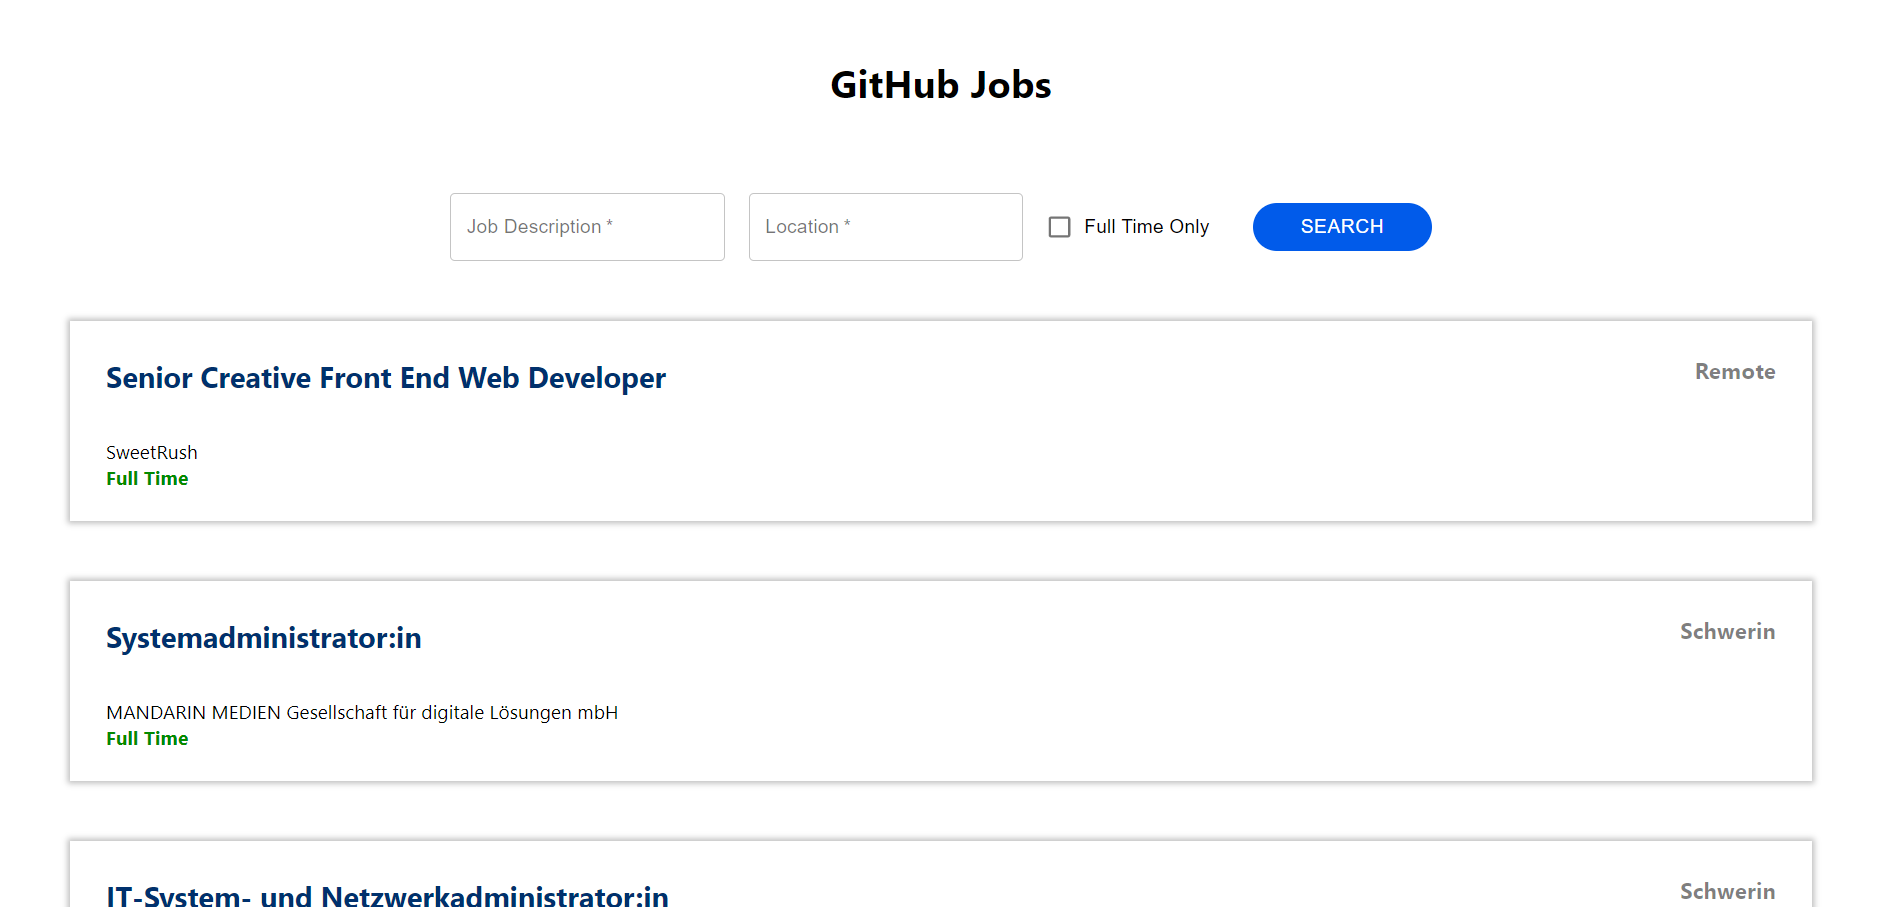 GitHub Jobs
Job Description *
Location *
Full Time Only
SEARCH
Senior Creative Front End Web Developer
Remote
SweetRush
Full Time
Systemadministrator:in
Schwerin
MANDARIN MEDIEN Gesellschaft für digitale Lösungen mbH
Full Time
IT-System- und Netzwerkadministrator:in
Schwerin